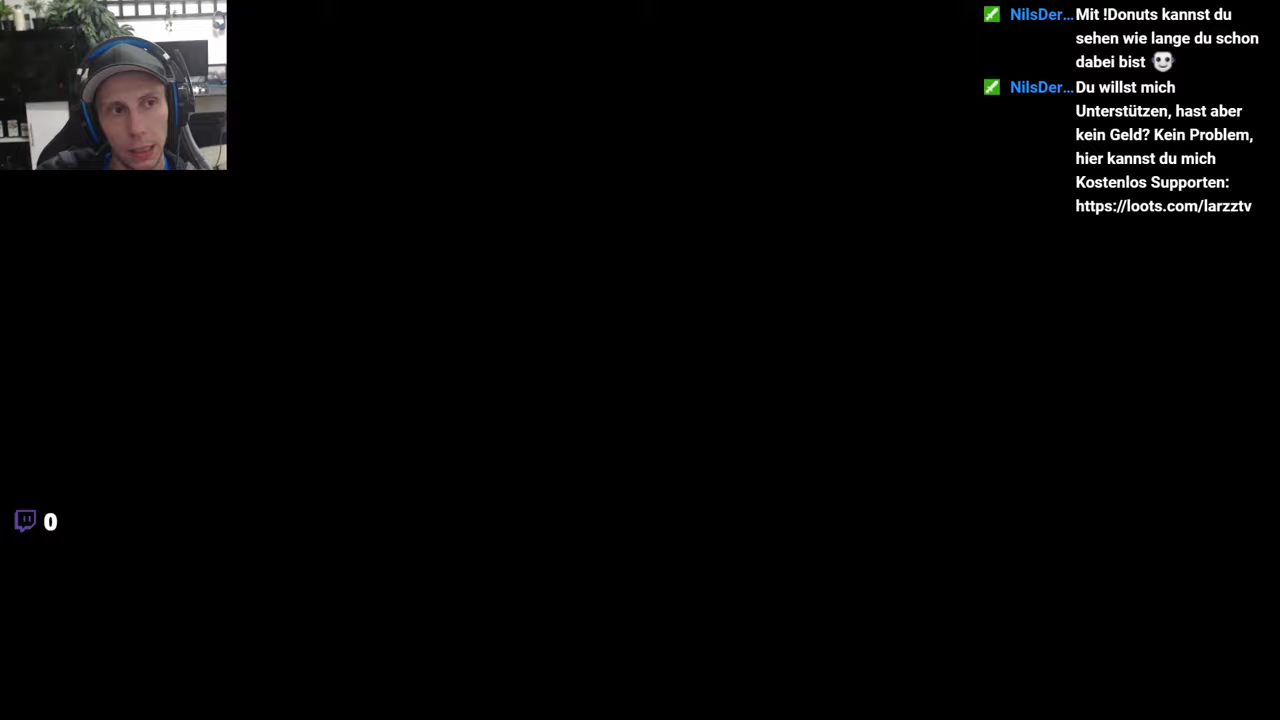 NilsDer... Mit !Donuts kannst du
sehen wie lange du schon
dabei bist
NilsDer... Du willst mich
Unterstützen, hast aber
kein Geld? Kein Problem,
hier kannst du mich
Kostenlos Supporten:
https://loots.com/larzztv
0